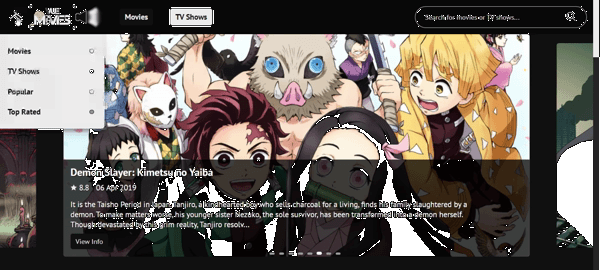 THE MOVIES
Movies
TV Shows
Search for movies or TV shows...
Movies
TV Shows
Popular
Top Rated
Demon Slayer: Kimetsu no Yaiba
★ 8.8 06 Apr 2019
It is the Taisho Period in Japan. Tanjiro, a kindhearted boy who sells charcoal for a living, finds his family slaughtered by a
demon. To make matters worse, his younger sister Nezuko, the sole survivor, has been transformed into a demon herself.
Though devastated by this grim reality, Tanjiro resolv...
View Info